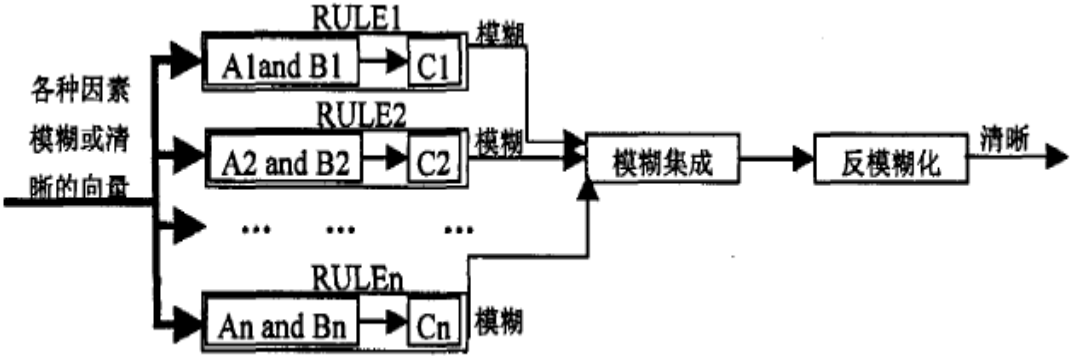 RULE1
模糊
A1and B1
C1
各种因素
模糊或清
晰的向量
RULE2
模糊
A2 and B2
C2
模糊集成
反模糊化
清晰
... ... ...
RULEn
An and Bn
Cn
模糊